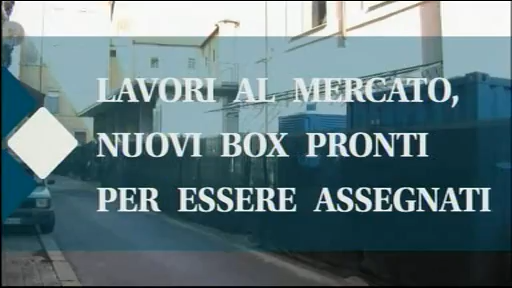 LAVORI AL MERCATO,
NUOVI BOX PRONTI
PER ESSERE ASSEGNATI